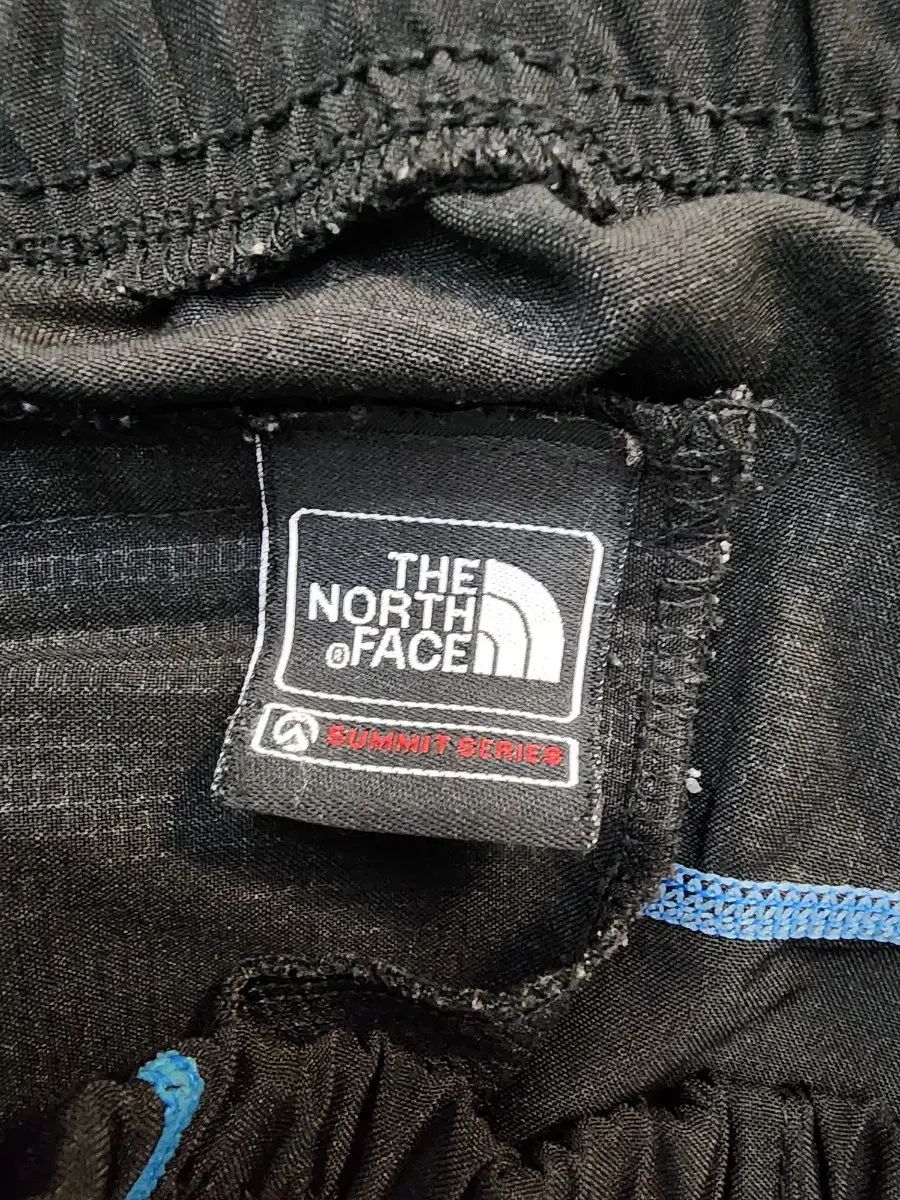 THE
NORTH
®FACE
SUMMIT SERIES